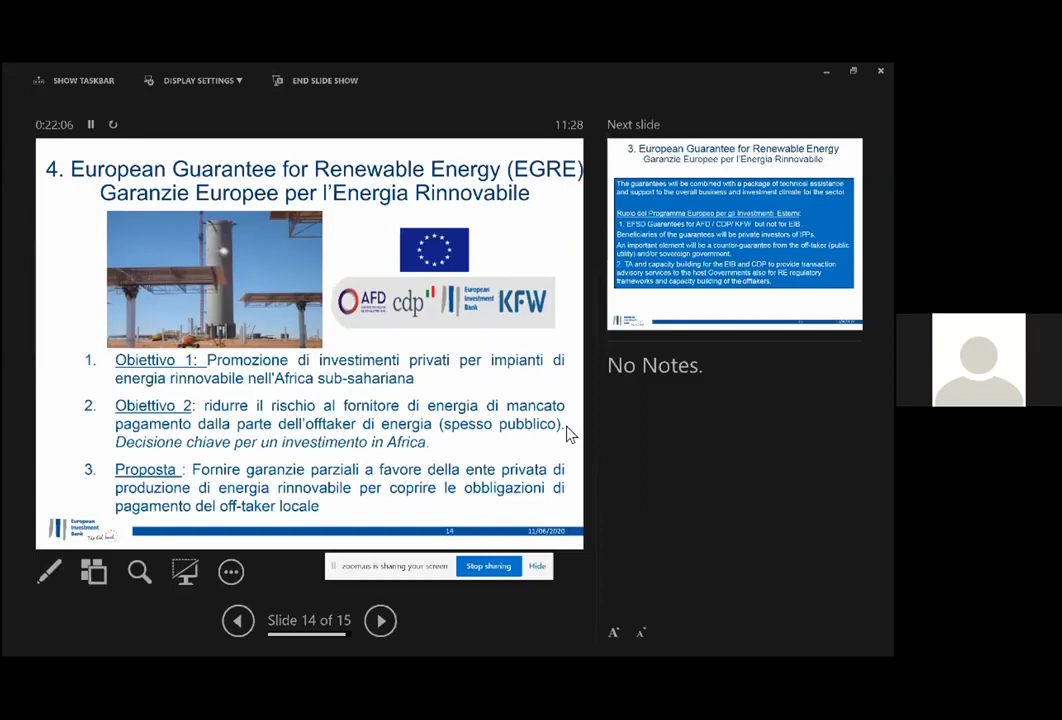 SHOW TASKBAR
DISPLAY SETTINGS ▼
END SLIDE SHOW
0:22:06
11:28
4. European Guarantee for Renewable Energy (EGRE)
Garanzie Europee per l'Energia Rinnovabile
AFD
cdp
European
Investment
Bank
KFW
1. Obiettivo 1: Promozione di investimenti privati per impianti di
energia rinnovabile nell'Africa sub-sahariana
2. Obiettivo 2: ridurre il rischio al fornitore di energia di mancato
pagamento dalla parte dell'offtaker di energia (spesso pubblico).
Decisione chiave per un investimento in Africa.
3. Proposta : Fornire garanzie parziali a favore della ente privata di
produzione di energia rinnovabile per coprire le obbligazioni di
pagamento del off-taker locale
European
Investment
Bank
The EU bank
14
11/06/2020
zoom.us is sharing your screen
Stop sharing
Hide
Slide 14 of 15
Next slide
3. European Guarantee for Renewable Energy
Garanzie Europee per l'Energia Rinnovabile
The guarantees will be combined with a package of technical assistance
and support to the overall business and investment climate for the sector
Ruolo del Programma Europeo per gli Investimenti Esterni:
1. EFSD Guarantees for AFD / CDP/ KFW but not for EIB.
Beneficiaries of the guarantees will be private investors of IPPs.
An important element will be a counter-guarantee from the off-taker (public
utility) and/or sovereign government.
2. TA and capacity building for the EIB and CDP to provide transaction
advisory services to the host Governments also for RE regulatory
frameworks and capacity building of the offtakers.
No Notes.
A
A